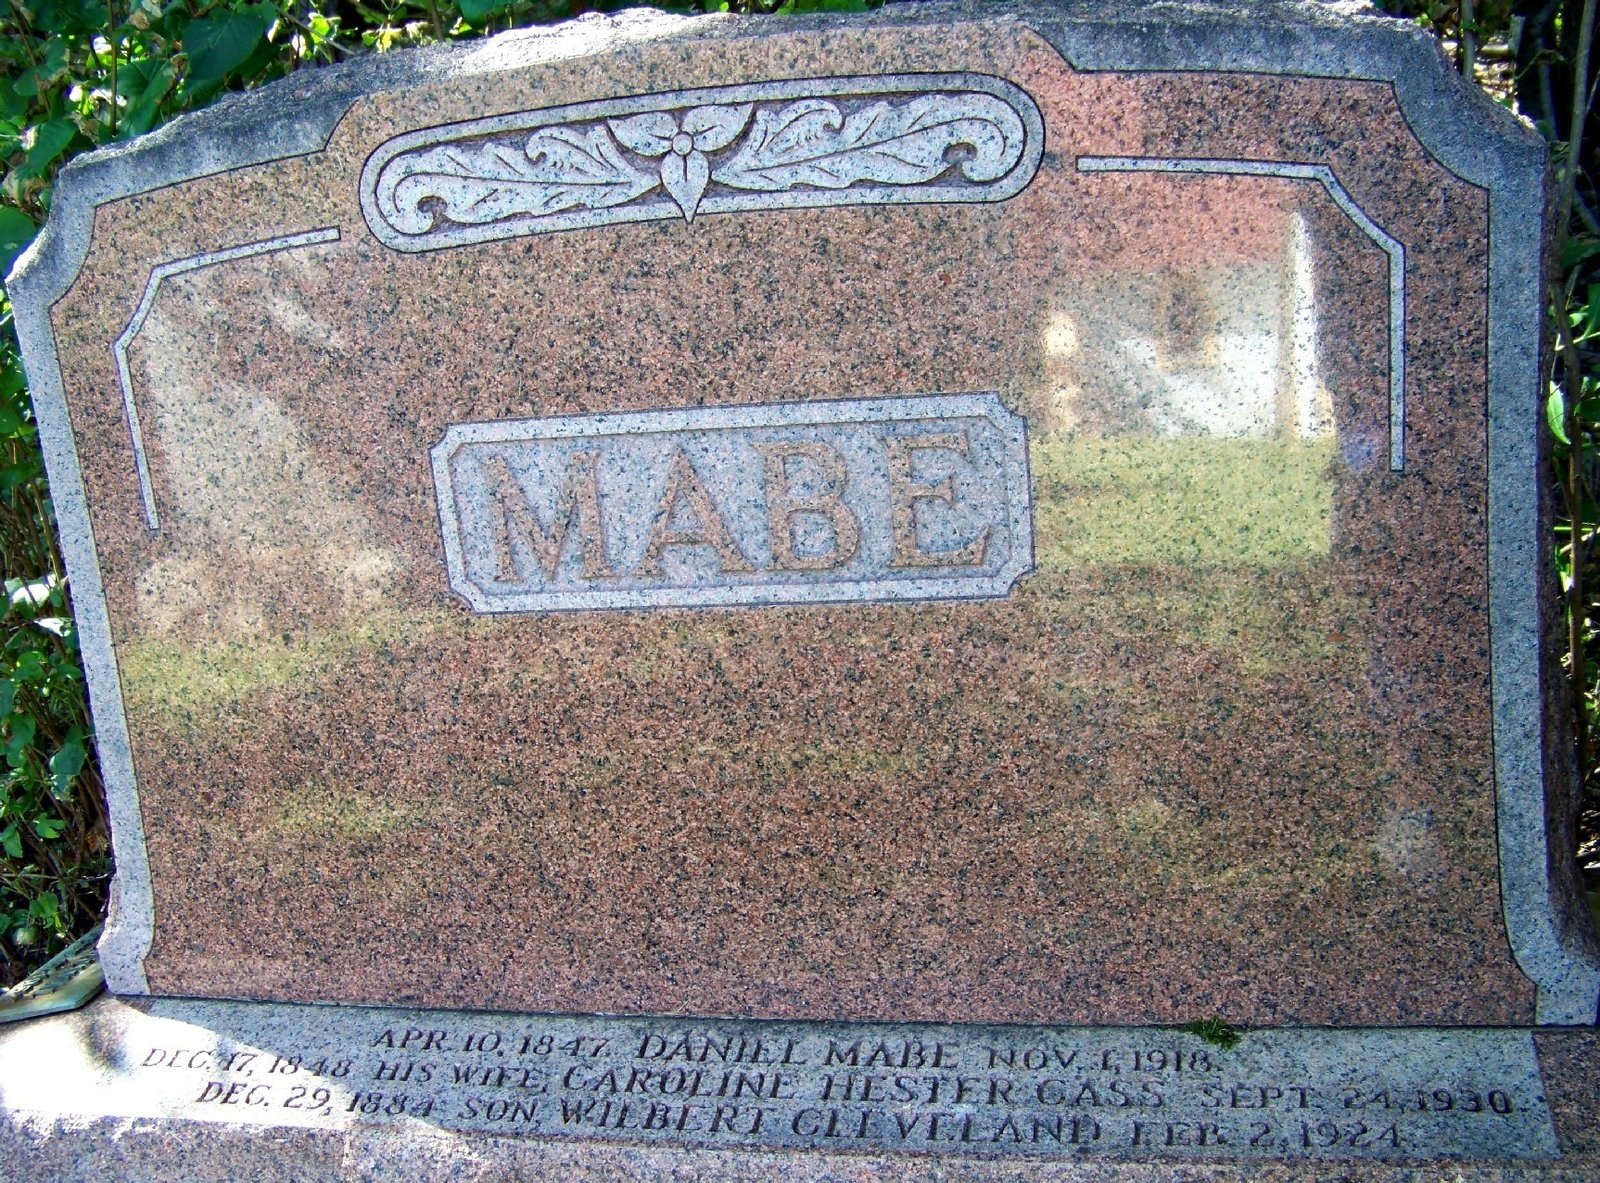 MABE
APR. 10, 1847. DANIEL MABE NOV. 1, 1918.
DEC. 17, 1848 HIS WIFE, CAROLINE HESTER CASS SEPT. 24, 1930.
DEC. 29, 1884 SON, WILBERT CLEVELAND FEB. 2, 1924.